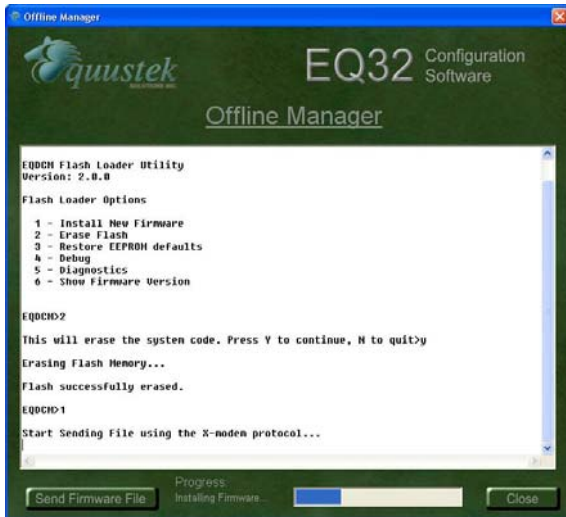 Offline Manager
Equustek
SOLUTIONS INC.
EQ32 Configuration
Software
Offline Manager
EQDCM Flash Loader Utility
Version: 2.0.0
Flash Loader Options
1 - Install New Firmware
2 - Erase Flash
3 - Restore EEPROM defaults
4 - Debug
5 - Diagnostics
6 - Show Firmware Version
EQDCM>2
This will erase the system code. Press Y to continue, N to quit>y
Erasing Flash Memory...
Flash successfully erased.
EQDCM>1
Start Sending File using the X-modem protocol...
Send Firmware File
Progress:
Installing Firmware...
Close